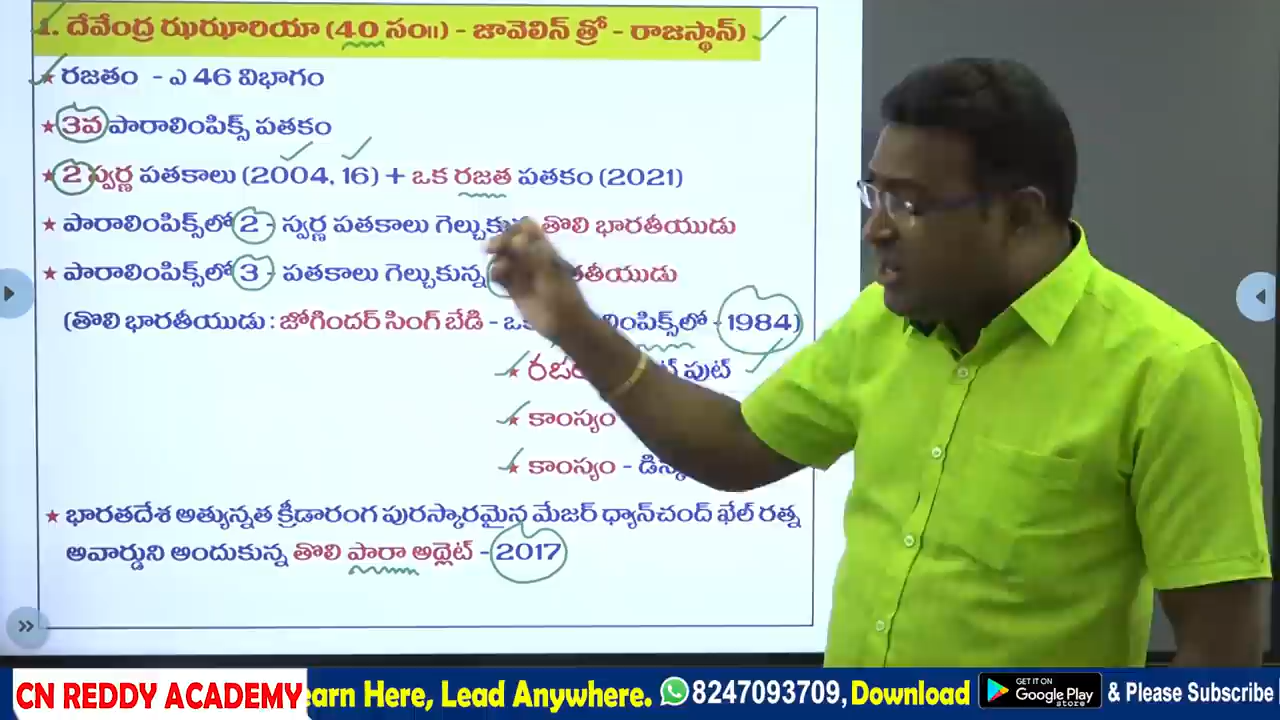 1. దేవేంద్ర ఝఝారియా (40 సం॥) - జావెలిన్ త్రో - రాజస్థాన్)
★ రజతం - ఎ 46 విభాగం
★ 3వ పారాలింపిక్స్ పతకం
★ 2 స్వర్ణ పతకాలు (2004, 16) + ఒక రజత పతకం (2021)
★ పారాలింపిక్స్‌లో 2 - స్వర్ణ పతకాలు గెల్చుకున్న తొలి భారతీయుడు
★ పారాలింపిక్స్‌లో 3 - పతకాలు గెల్చుకున్న
(తొలి భారతీయుడు : జోగిందర్ సింగ్ బేడి - 1984)
★ పుట్
★ కాంస్యం
★ కాంస్యం -
★ భారతదేశ అత్యున్నత క్రీడారంగ పురస్కారమైన మేజర్ ధ్యాన్‌చంద్ ఖేల్ రత్న
అవార్డుని అందుకున్న తొలి పారా అథ్లెట్ - 2017
CN REDDY ACADEMY earn Here, Lead Anywhere. 8247093709, Download GET IT ON Google Play store & Please Subscribe